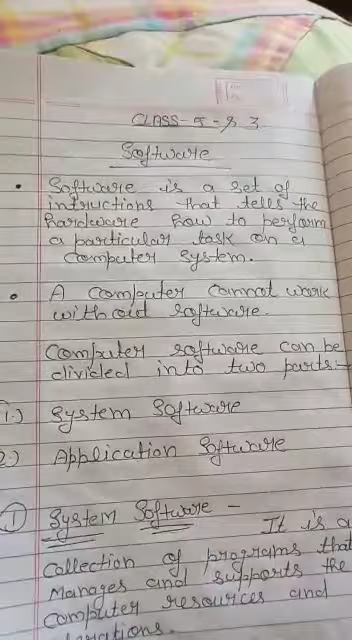 CLASS-5-8 3
Software
• Software is a set of
intructions that tells the
hardware how to perform
a particular task on a
computer system.
• A computer cannot work
without software.
Computer software can be
divided into two parts:-
1.) System Software
2.) Application Software
① System Software -
It is a
collection of programs that
manages and supports the
computer resources and